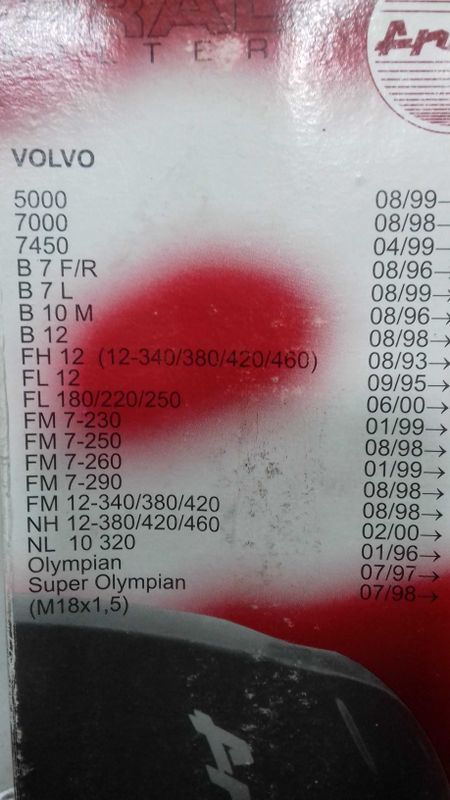 VOLVO
5000 08/99→
7000 08/98→
7450 04/99→
B 7 F/R 08/96→
B 7 L 08/99→
B 10 M 08/96→
B 12 08/98→
FH 12 (12-340/380/420/460) 08/93→
FL 12 09/95→
FL 180/220/250 06/00→
FM 7-230 01/99→
FM 7-250 08/98→
FM 7-260 01/99→
FM 7-290 08/98→
FM 12-340/380/420 08/98→
NH 12-380/420/460 02/00→
NL 10 320 01/96→
Olympian 07/97→
Super Olympian 07/98→
(M18x1,5)